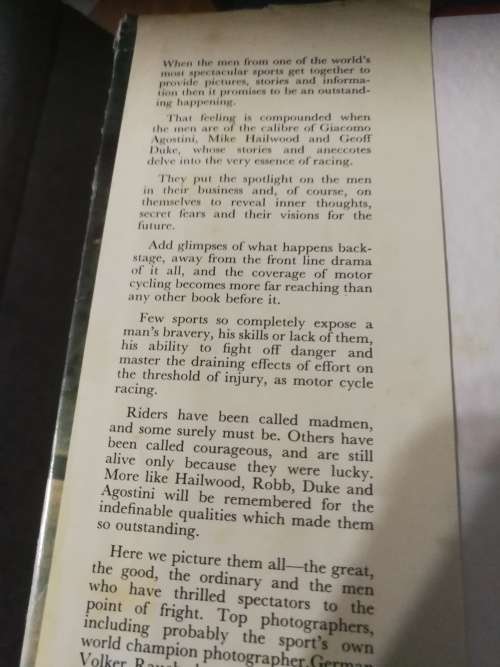 When the men from one of the world's
most spectacular sports get together to
provide pictures, stories and informa-
tion then it promises to be an outstand-
ing happening.
That feeling is compounded when
the men are of the calibre of Giacomo
Agostini, Mike Hailwood and Geoff
Duke, whose stories and aneccotes
delve into the very essence of racing.
They put the spotlight on the men
in their business and, of course, on
themselves to reveal inner thoughts,
secret fears and their visions for the
future.
Add glimpses of what happens back-
stage, away from the front line drama
of it all, and the coverage of motor
cycling becomes more far reaching than
any other book before it.
Few sports so completely expose a
man's bravery, his skills or lack of them,
his ability to fight off danger and
master the draining effects of effort on
the threshold of injury, as motor cycle
racing.
Riders have been called madmen,
and some surely must be. Others have
been called courageous, and are still
alive only because they were lucky.
More like Hailwood, Robb, Duke and
Agostini will be remembered for the
indefinable qualities which made them
so outstanding.
Here we picture them all—the great,
the good, the ordinary and the men
who have thrilled spectators to the
point of fright. Top photographers,
including probably the sport's own
world champion photographer, German
Volker